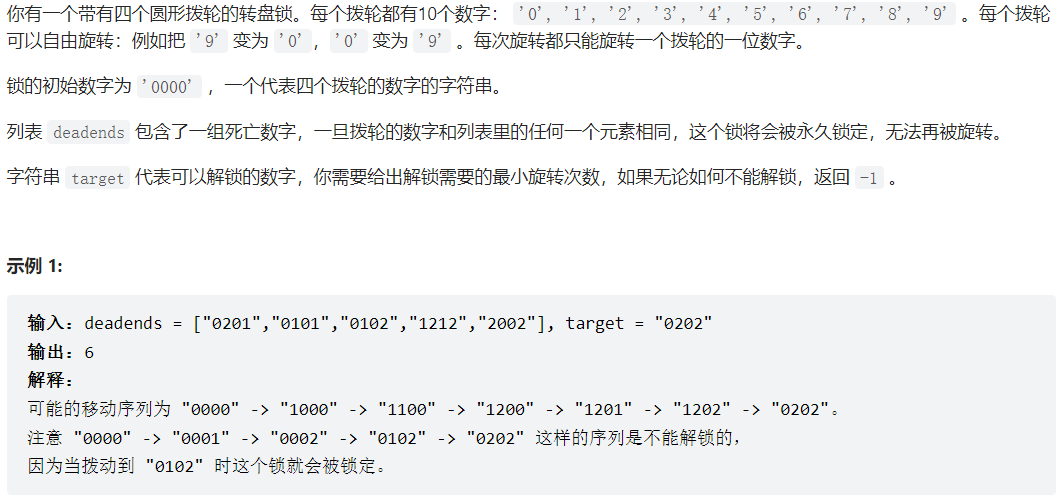 你有一个带有四个圆形拨轮的转盘锁。每个拨轮都有10个数字： '0', '1', '2', '3', '4', '5', '6', '7', '8', '9' 。每个拨轮
可以自由旋转：例如把 '9' 变为 '0'，'0' 变为 '9' 。每次旋转都只能旋转一个拨轮的一位数字。
锁的初始数字为 '0000' ，一个代表四个拨轮的数字的字符串。
列表 deadends 包含了一组死亡数字，一旦拨轮的数字和列表里的任何一个元素相同，这个锁将会被永久锁定，无法再被旋转。
字符串 target 代表可以解锁的数字，你需要给出解锁需要的最小旋转次数，如果无论如何不能解锁，返回 -1 。
示例 1:
输入：deadends = ["0201","0101","0102","1212","2002"], target = "0202"
输出：6
解释：
可能的移动序列为 "0000" -> "1000" -> "1100" -> "1200" -> "1201" -> "1202" -> "0202"。
注意 "0000" -> "0001" -> "0002" -> "0102" -> "0202" 这样的序列是不能解锁的，
因为当拨动到 "0102" 时这个锁就会被锁定。